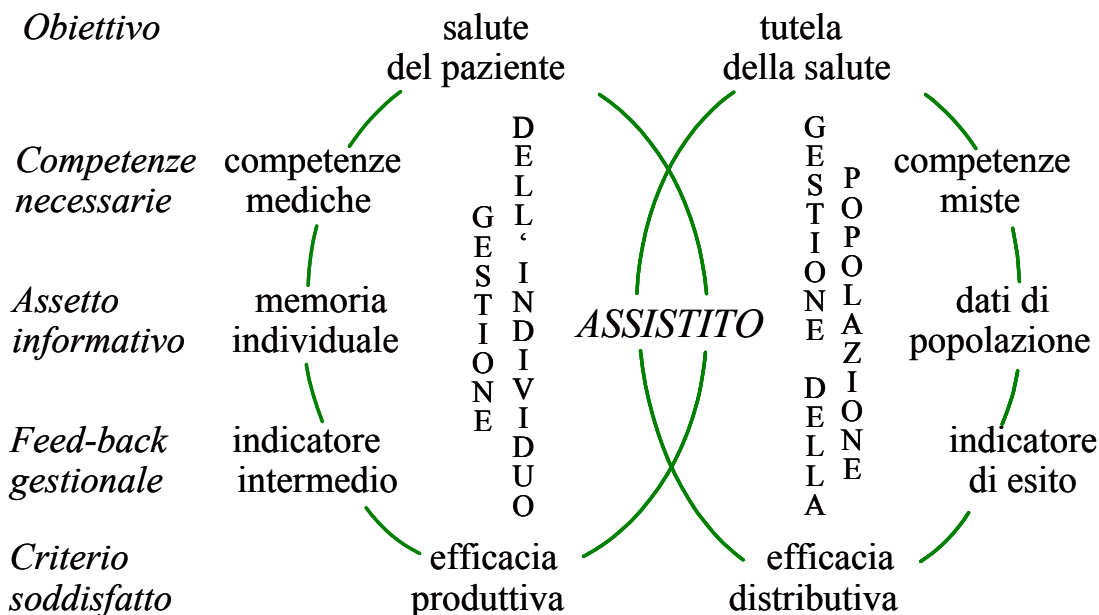 Obiettivo
salute
del paziente
tutela
della salute
Competenze
necessarie
competenze
mediche
GESTIONE
DELL‘INDIVIDUO
GESTIONE DELLA
POPOLAZIONE
competenze
miste
Assetto
informativo
memoria
individuale
ASSISTITO
dati di
popolazione
Feed-back
gestionale
indicatore
intermedio
indicatore
di esito
Criterio
soddisfatto
efficacia
produttiva
efficacia
distributiva